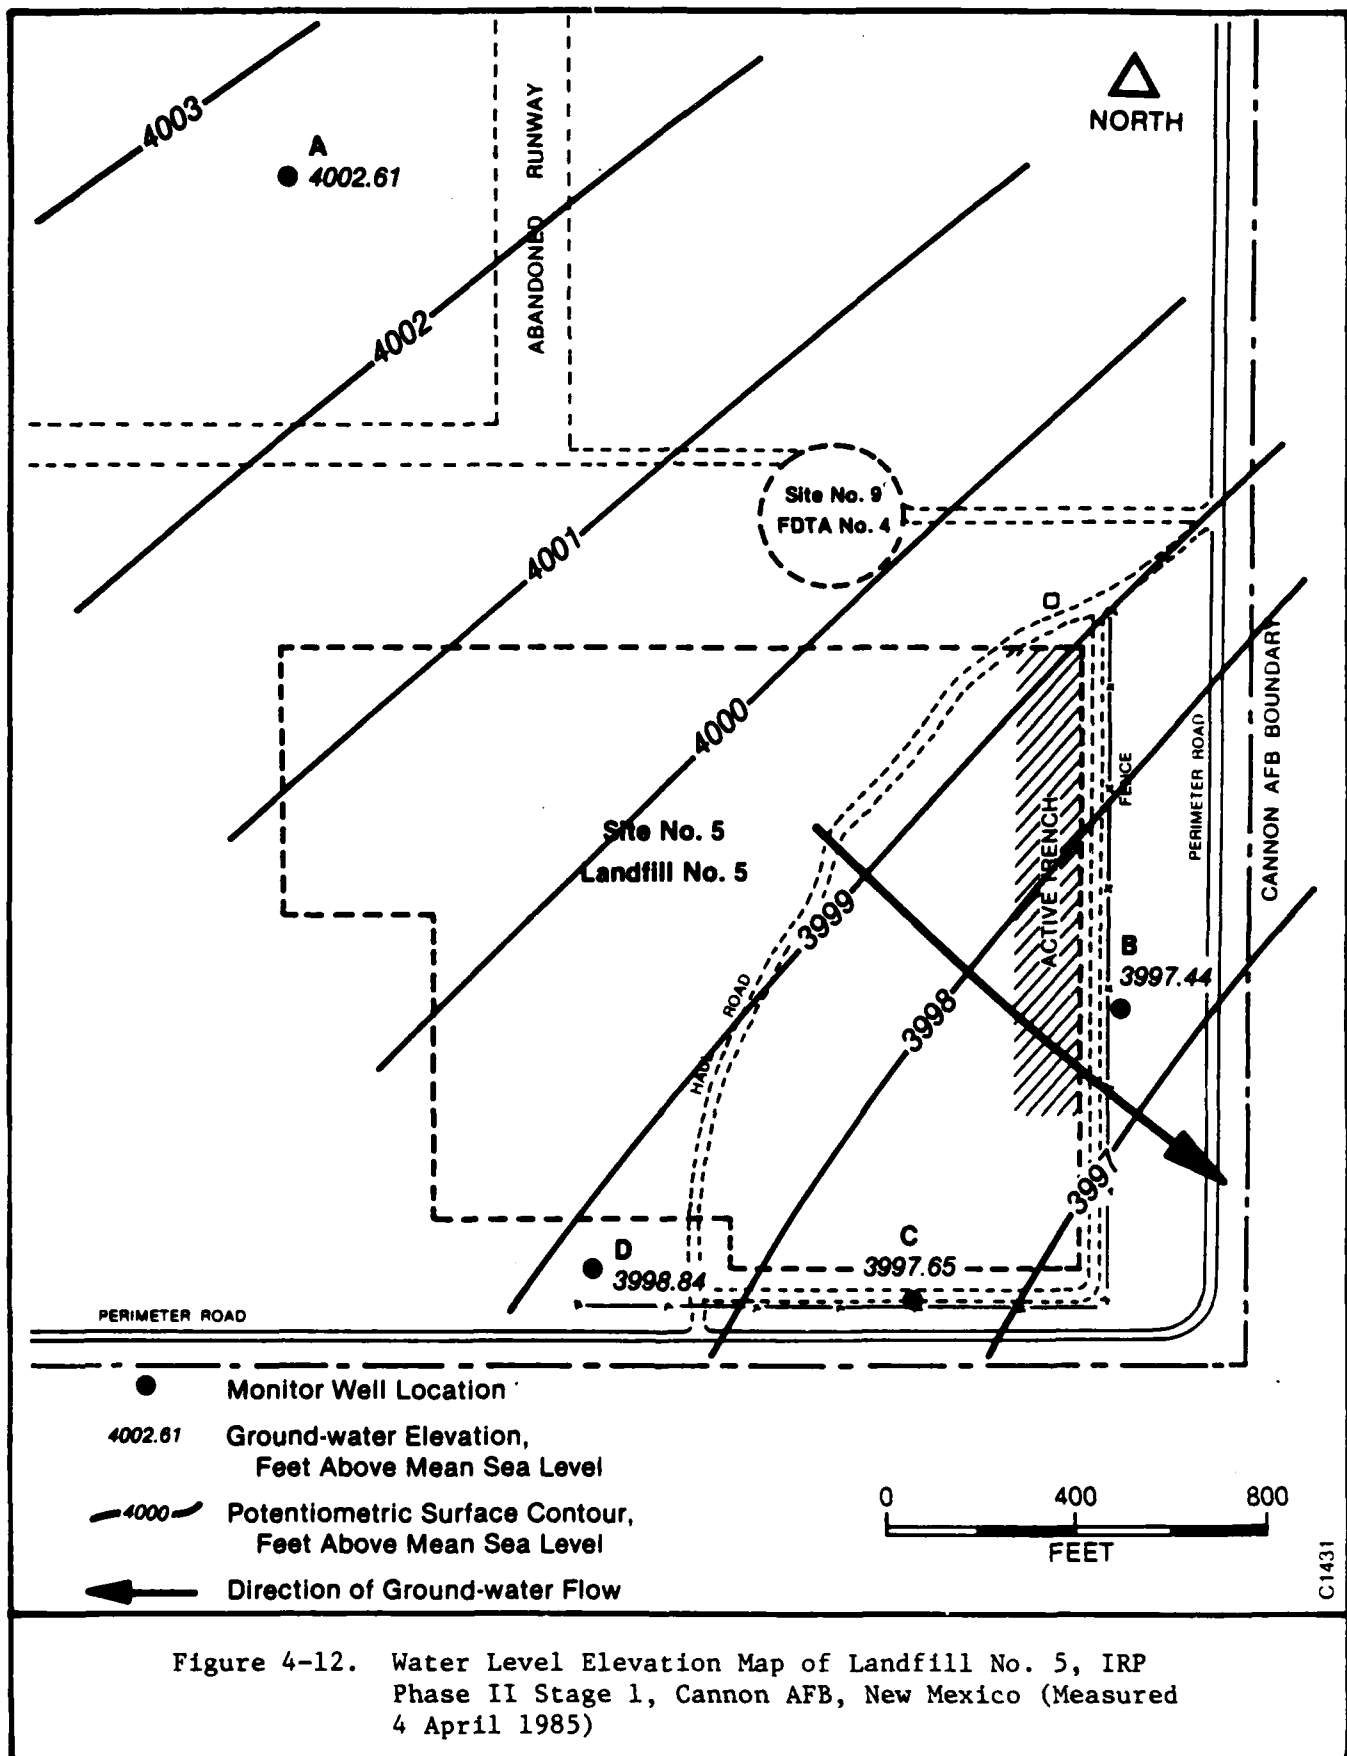 NORTH
4003
A
4002.61
ABANDONED RUNWAY
4002
Site No. 9
FDTA No. 4
4001
4000
CANNON AFB BOUNDARY
PERIMETER ROAD
FENCE
ACTIVE TRENCH
Site No. 5
Landfill No. 5
3999
B
3997.44
HAUL ROAD
3998
3997
C
3997.65
D
3998.84
PERIMETER ROAD
Monitor Well Location
4002.61 Ground-water Elevation,
Feet Above Mean Sea Level
4000 Potentiometric Surface Contour,
Feet Above Mean Sea Level
Direction of Ground-water Flow
0 400 800
FEET
C1431
Figure 4-12. Water Level Elevation Map of Landfill No. 5, IRP
Phase II Stage 1, Cannon AFB, New Mexico (Measured
4 April 1985)